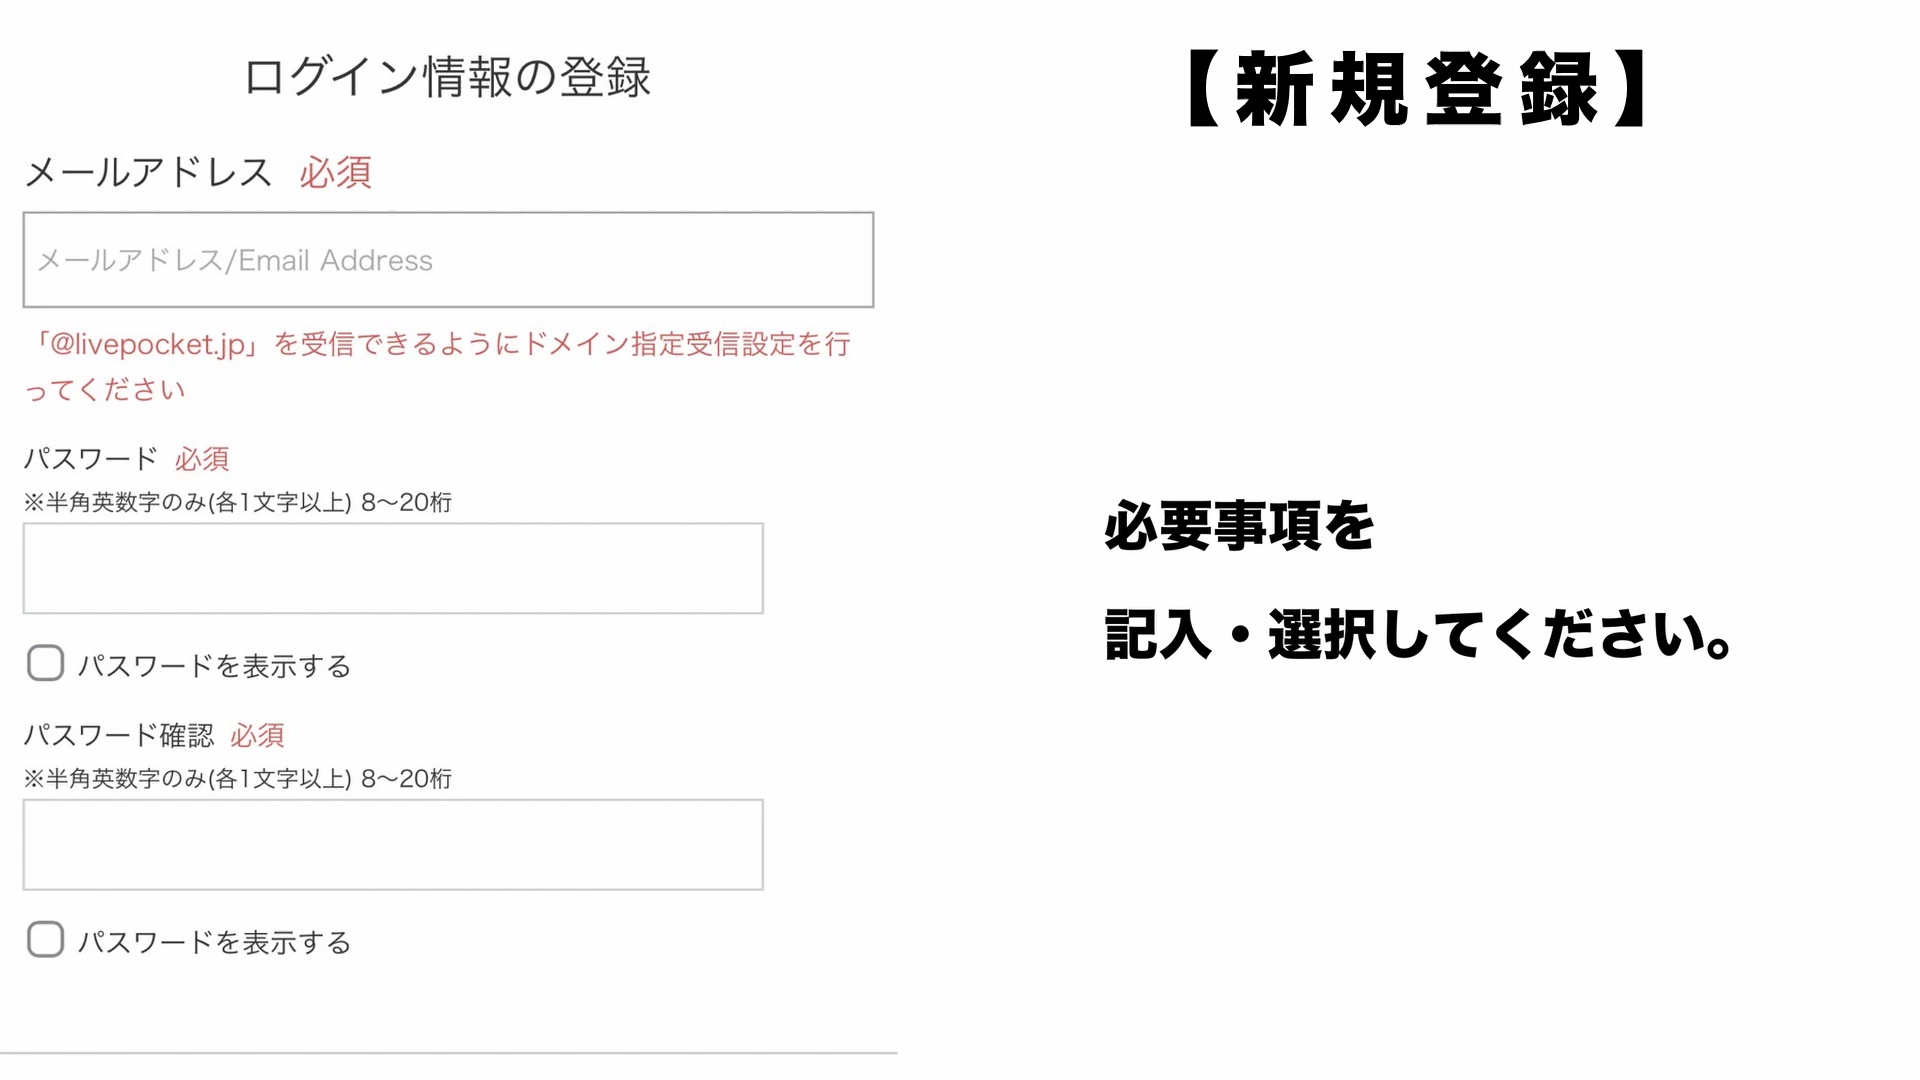 ログイン情報の登録
メールアドレス 必須
メールアドレス/Email Address
「@livepocket.jp」を受信できるようにドメイン指定受信設定を行
ってください
パスワード 必須
※半角英数字のみ(各1文字以上) 8〜20桁
パスワードを表示する
パスワード確認 必須
※半角英数字のみ(各1文字以上) 8〜20桁
パスワードを表示する
【新規登録】
必要事項を
記入・選択してください。